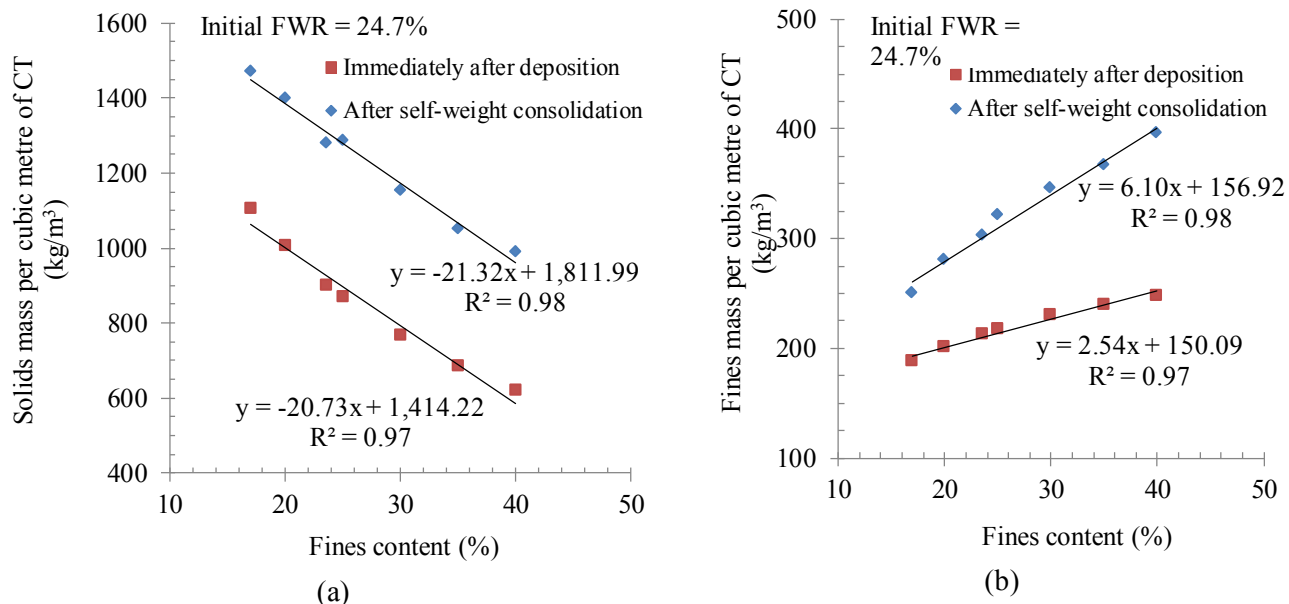 Solids mass per cubic metre of CT
(kg/m³)
1600
1400
1200
1000
800
600
400
Initial FWR = 24.7%
Immediately after deposition
After self-weight consolidation
y = -21.32x + 1,811.99
R² = 0.98
y = -20.73x + 1,414.22
R² = 0.97
10 20 30 40 50
Fines content (%)
(a)
Fines mass per cubic metre of CT
(kg/m³)
500
400
300
200
100
Initial FWR =
24.7%
Immediately after deposition
After self-weight consolidation
y = 6.10x + 156.92
R² = 0.98
y = 2.54x + 150.09
R² = 0.97
10 20 30 40 50
Fines content (%)
(b)